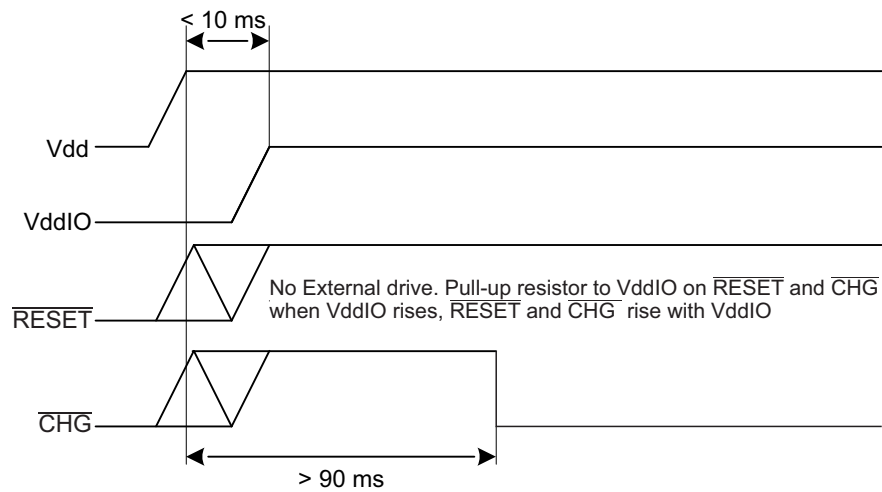 < 10 ms
Vdd
VddIO
No External drive. Pull-up resistor to VddIO on RESET and CHG
when VddIO rises, RESET and CHG rise with VddIO
RESET
CHG
> 90 ms